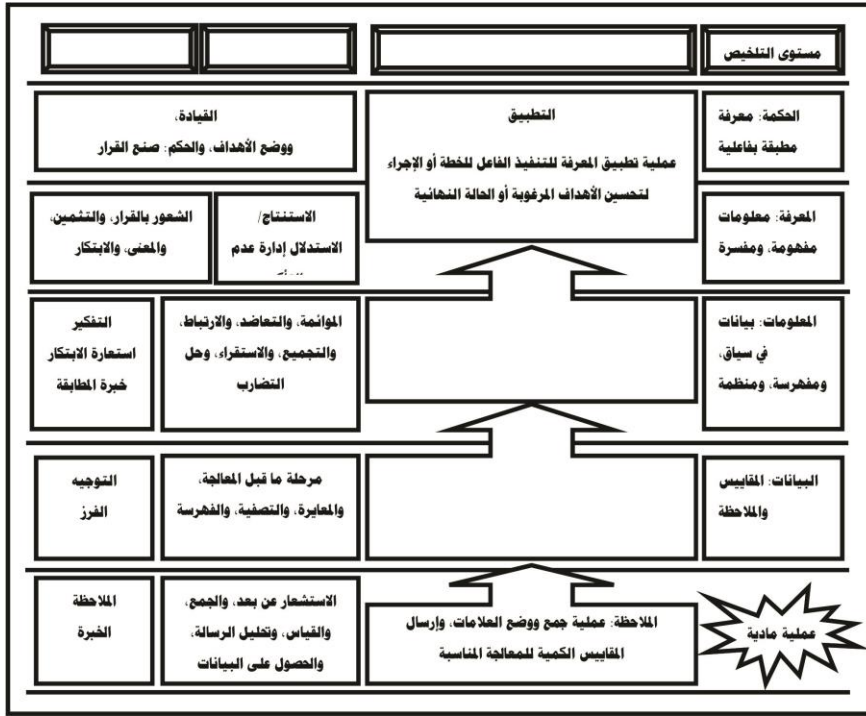 مستوى التلخيص
الحكمة: معرفة
مطبقة بفاعلية
التطبيق
عملية تطبيق المعرفة للتنفيذ الفاعل للخطة أو الإجراء
لتحسين الأهداف المرغوبة أو الحالة النهائية
القيادة،
ووضع الأهداف، والحكم: صنع القرار
المعرفة: معلومات
مفهومة، ومفسرة
الاستنتاج/
الاستدلال إدارة عدم
الشعور بالقرار، والتثمين،
والمعنى، والابتكار
المعلومات: بيانات
في سياق،
ومفهرسة، ومنظمة
الموائمة، والتعاضد، والارتباط،
والتجميع، والاستقراء، وحل
التضارب
التفكير
استعارة الابتكار
خبرة المطابقة
البيانات: المقاييس
والملاحظة
مرحلة ما قبل المعالجة،
والمعايرة، والتصفية، والفهرسة
التوجيه
الفرز
عملية مادية
الملاحظة: عملية جمع ووضع العلامات، وإرسال
المقاييس الكمية للمعالجة المناسبة
الاستشعار عن بعد، والجمع،
والقياس، وتحليل الرسالة،
والحصول على البيانات
الملاحظة
الخبرة